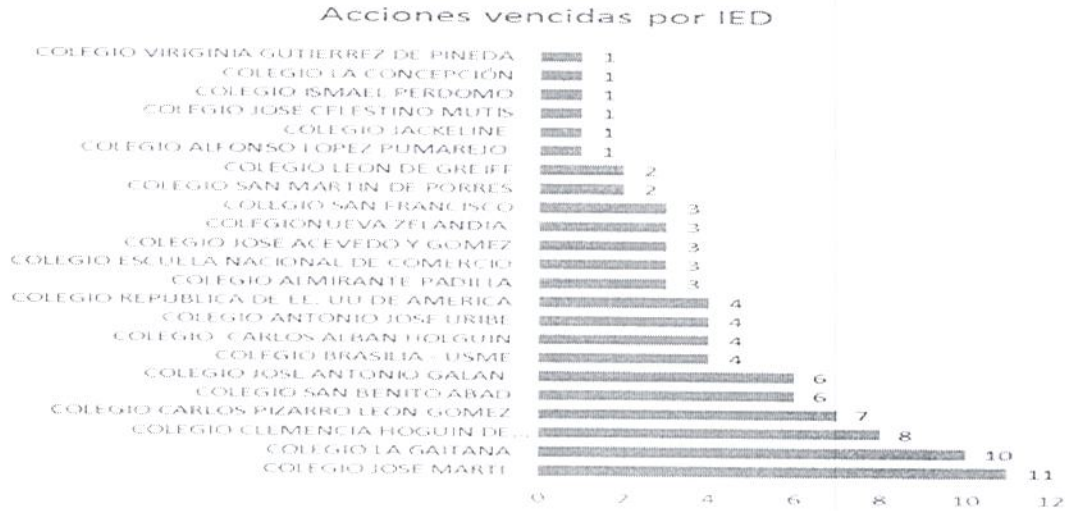 Acciones vencidas por IED
COLEGIO VIRIGINIA GUTIERREZ DE PINEDA 1
COLEGIO LA CONCEPCIÓN 1
COLEGIO ISMAEL PERDOMO 1
COLEGIO JOSE CELESTINO MUTIS 1
COLEGIO JACKELINE 1
COLEGIO ALFONSO LOPEZ PUMAREJO 1
COLEGIO LEON DE GREIFF 2
COLEGIO SAN MARTIN DE PORRES 2
COLEGIO SAN FRANCISCO 3
COLEGIONUEVA ZELANDIA 3
COLEGIO JOSE ACEVEDO Y GOMEZ 3
COLEGIO ESCUELA NACIONAL DE COMERCIO 3
COLEGIO ALMIRANTE PADILLA 3
COLEGIO REPUBLICA DE EE. UU DE AMERICA 4
COLEGIO ANTONIO JOSE URIBE 4
COLEGIO CARLOS ALBAN HOLGUIN 4
COLEGIO BRASILIA - USME 4
COLEGIO JOSE ANTONIO GALAN 6
COLEGIO SAN BENITO ABAD 6
COLEGIO CARLOS PIZARRO LEON GOMEZ 7
COLEGIO CLEMENCIA HOGUIN DE... 8
COLEGIO LA GAITANA 10
COLEGIO JOSE MARTI 11
0 2 4 6 8 10 12